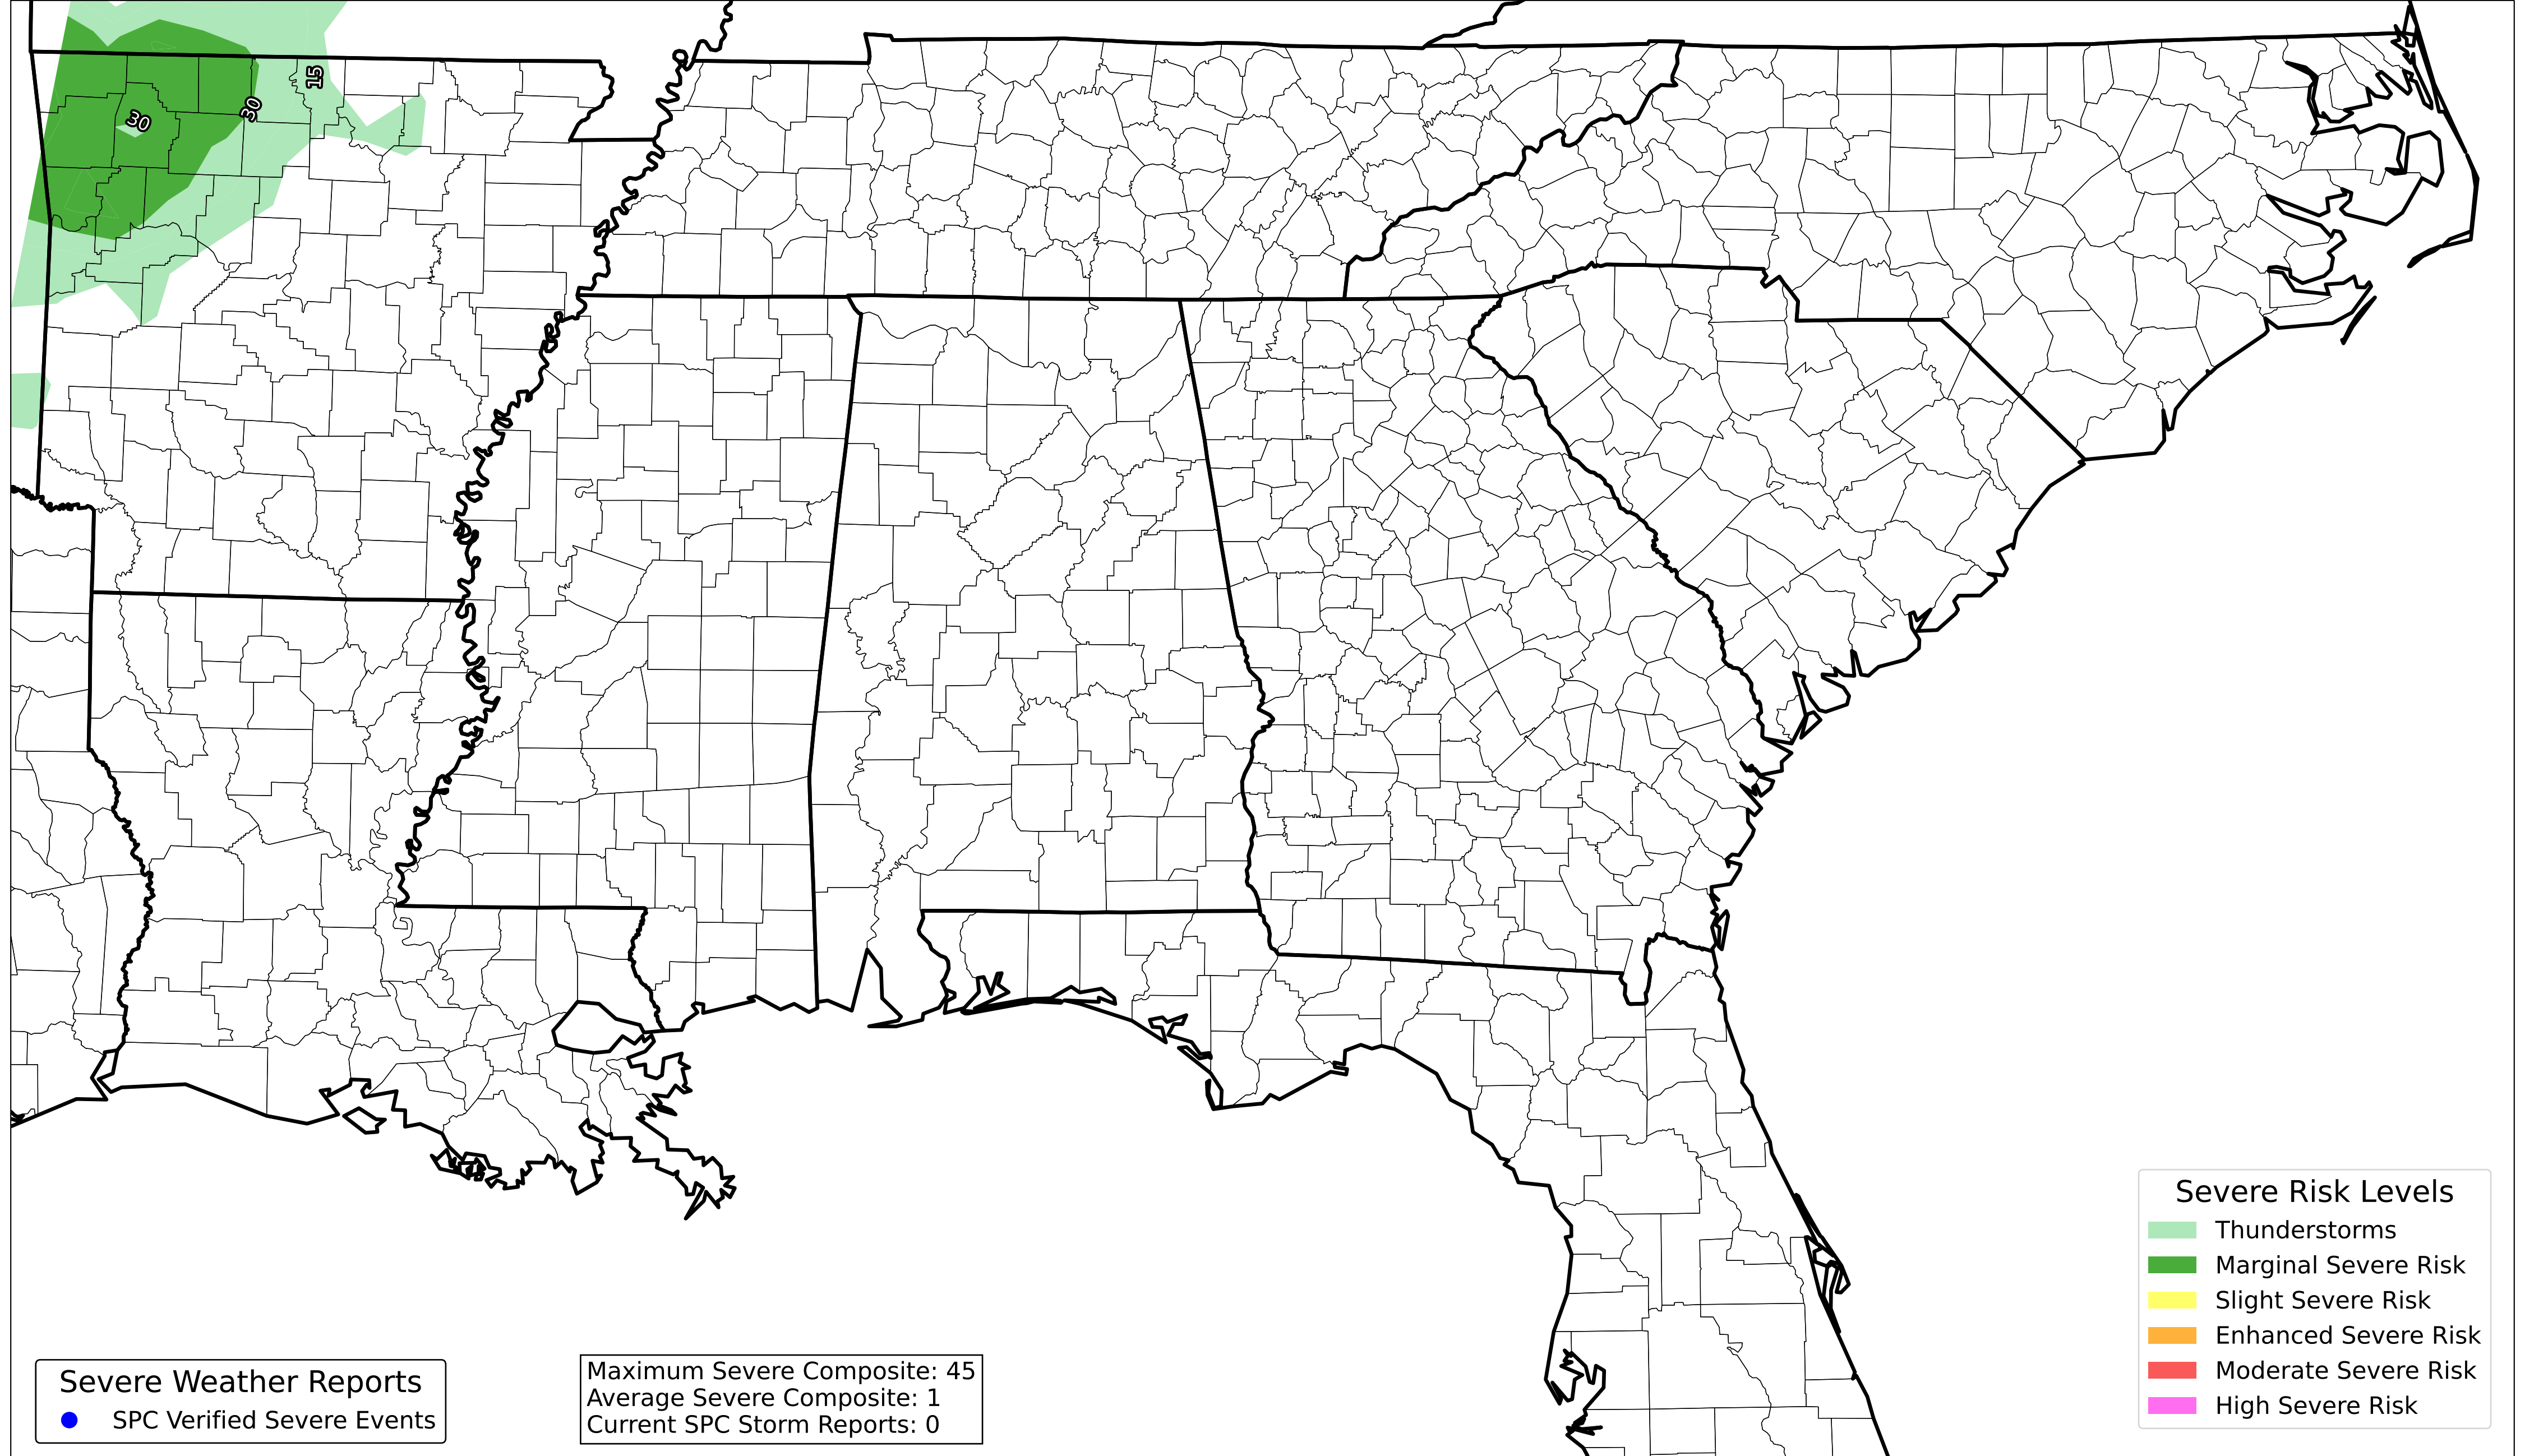 15
30
30
Severe Risk Levels
Thunderstorms
Marginal Severe Risk
Slight Severe Risk
Enhanced Severe Risk
Moderate Severe Risk
High Severe Risk
Severe Weather Reports
SPC Verified Severe Events
Maximum Severe Composite: 45
Average Severe Composite: 1
Current SPC Storm Reports: 0